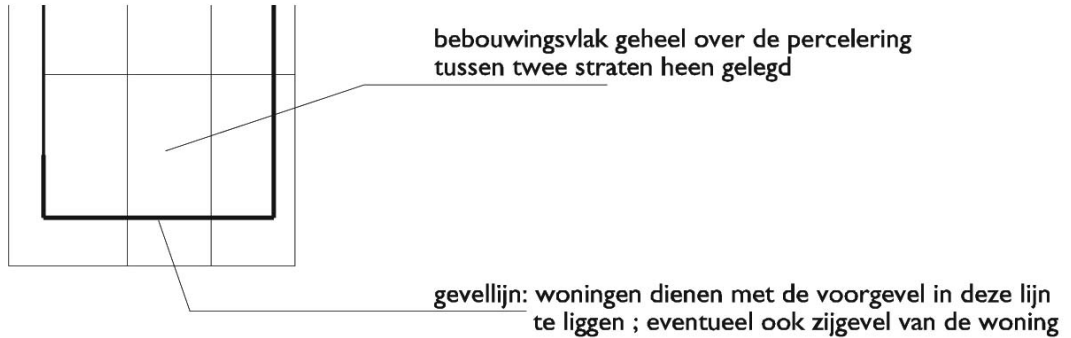 bebouwingsvlak geheel over de percelering
tussen twee straten heen gelegd
gevellijn: woningen dienen met de voorgevel in deze lijn
te liggen ; eventueel ook zijgevel van de woning